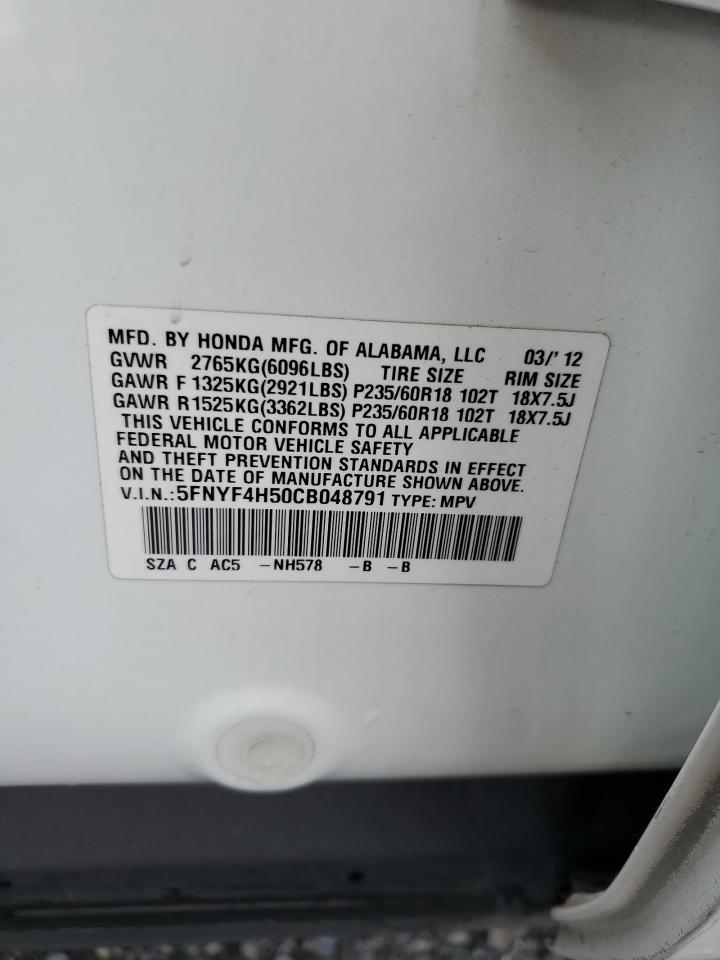 MFD. BY HONDA MFG. OF ALABAMA, LLC 03/'12
GVWR 2765KG(6096LBS) TIRE SIZE RIM SIZE
GAWR F 1325KG(2921LBS) P235/60R18 102T 18X7.5J
GAWR R1525KG(3362LBS) P235/60R18 102T 18X7.5J
THIS VEHICLE CONFORMS TO ALL APPLICABLE
FEDERAL MOTOR VEHICLE SAFETY
AND THEFT PREVENTION STANDARDS IN EFFECT
ON THE DATE OF MANUFACTURE SHOWN ABOVE.
V.I.N.:5FNYF4H50CB048791 TYPE: MPV
SZA C AC5 -NH578 -B -B